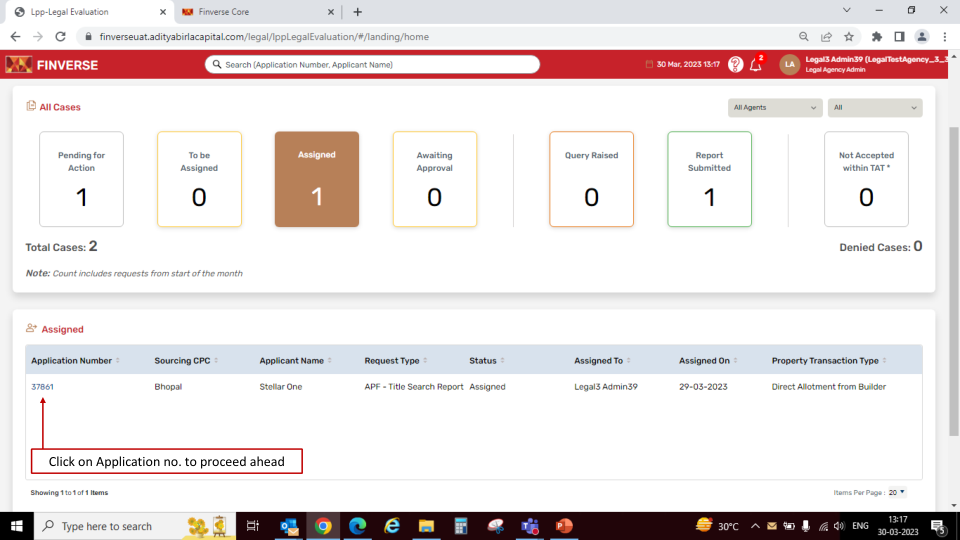 Lpp-Legal Evaluation
Finverse Core
finverseuat.adityabirlacapital.com/legal/lppLegalEvaluation/#/landing/home
FINVERSE
Search (Application Number, Applicant Name)
30 Mar, 2023 13:17
2
LA
Legal3 Admin39 (LegalTestAgency_3_3
Legal Agency Admin
All Cases
All Agents
All
Pending for Action
1
To be Assigned
0
Assigned
1
Awaiting Approval
0
Query Raised
0
Report Submitted
1
Not Accepted within TAT *
0
Total Cases: 2
Denied Cases: 0
Note: Count includes requests from start of the month
Assigned
Application Number Sourcing CPC Applicant Name Request Type Status Assigned To Assigned On Property Transaction Type
37861 Bhopal Stellar One APF - Title Search Report Assigned Legal3 Admin39 29-03-2023 Direct Allotment from Builder
Click on Application no. to proceed ahead
Showing 1 to 1 of 1 Items
Items Per Page : 20
Type here to search
30°C
ENG
13:17
30-03-2023
5